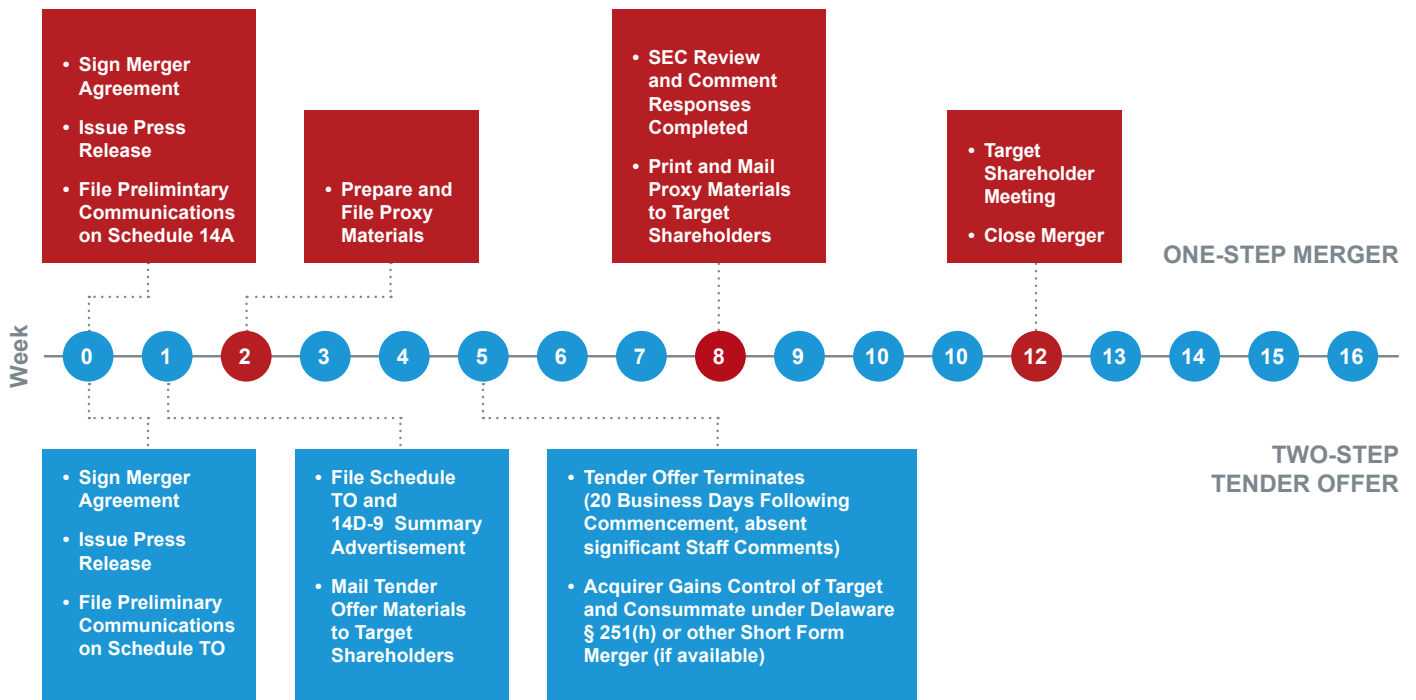 • Sign Merger
Agreement
• Issue Press
Release
• File Prelimintary
Communications
on Schedule 14A
• Prepare and
File Proxy
Materials
• SEC Review
and Comment
Responses
Completed
• Print and Mail
Proxy Materials
to Target
Shareholders
• Target
Shareholder
Meeting
• Close Merger
ONE-STEP MERGER
Week
0 1 2 3 4 5 6 7 8 9 10 10 12 13 14 15 16
• Sign Merger
Agreement
• Issue Press
Release
• File Preliminary
Communications
on Schedule TO
• File Schedule
TO and
14D-9 Summary
Advertisement
• Mail Tender
Offer Materials
to Target
Shareholders
• Tender Offer Terminates
(20 Business Days Following
Commencement, absent
significant Staff Comments)
• Acquirer Gains Control of Target
and Consummate under Delaware
§ 251(h) or other Short Form
Merger (if available)
TWO-STEP
TENDER OFFER